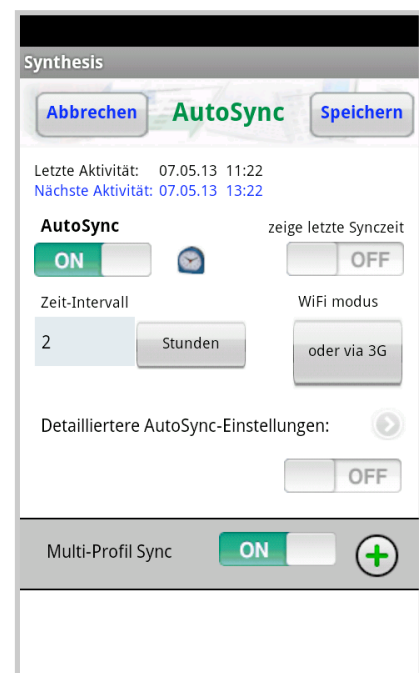 Synthesis
Abbrechen AutoSync Speichern
Letzte Aktivität: 07.05.13 11:22
Nächste Aktivität: 07.05.13 13:22
AutoSync zeige letzte Synczeit
ON OFF
Zeit-Intervall WiFi modus
2 Stunden oder via 3G
Detailliertere AutoSync-Einstellungen:
OFF
Multi-Profil Sync ON